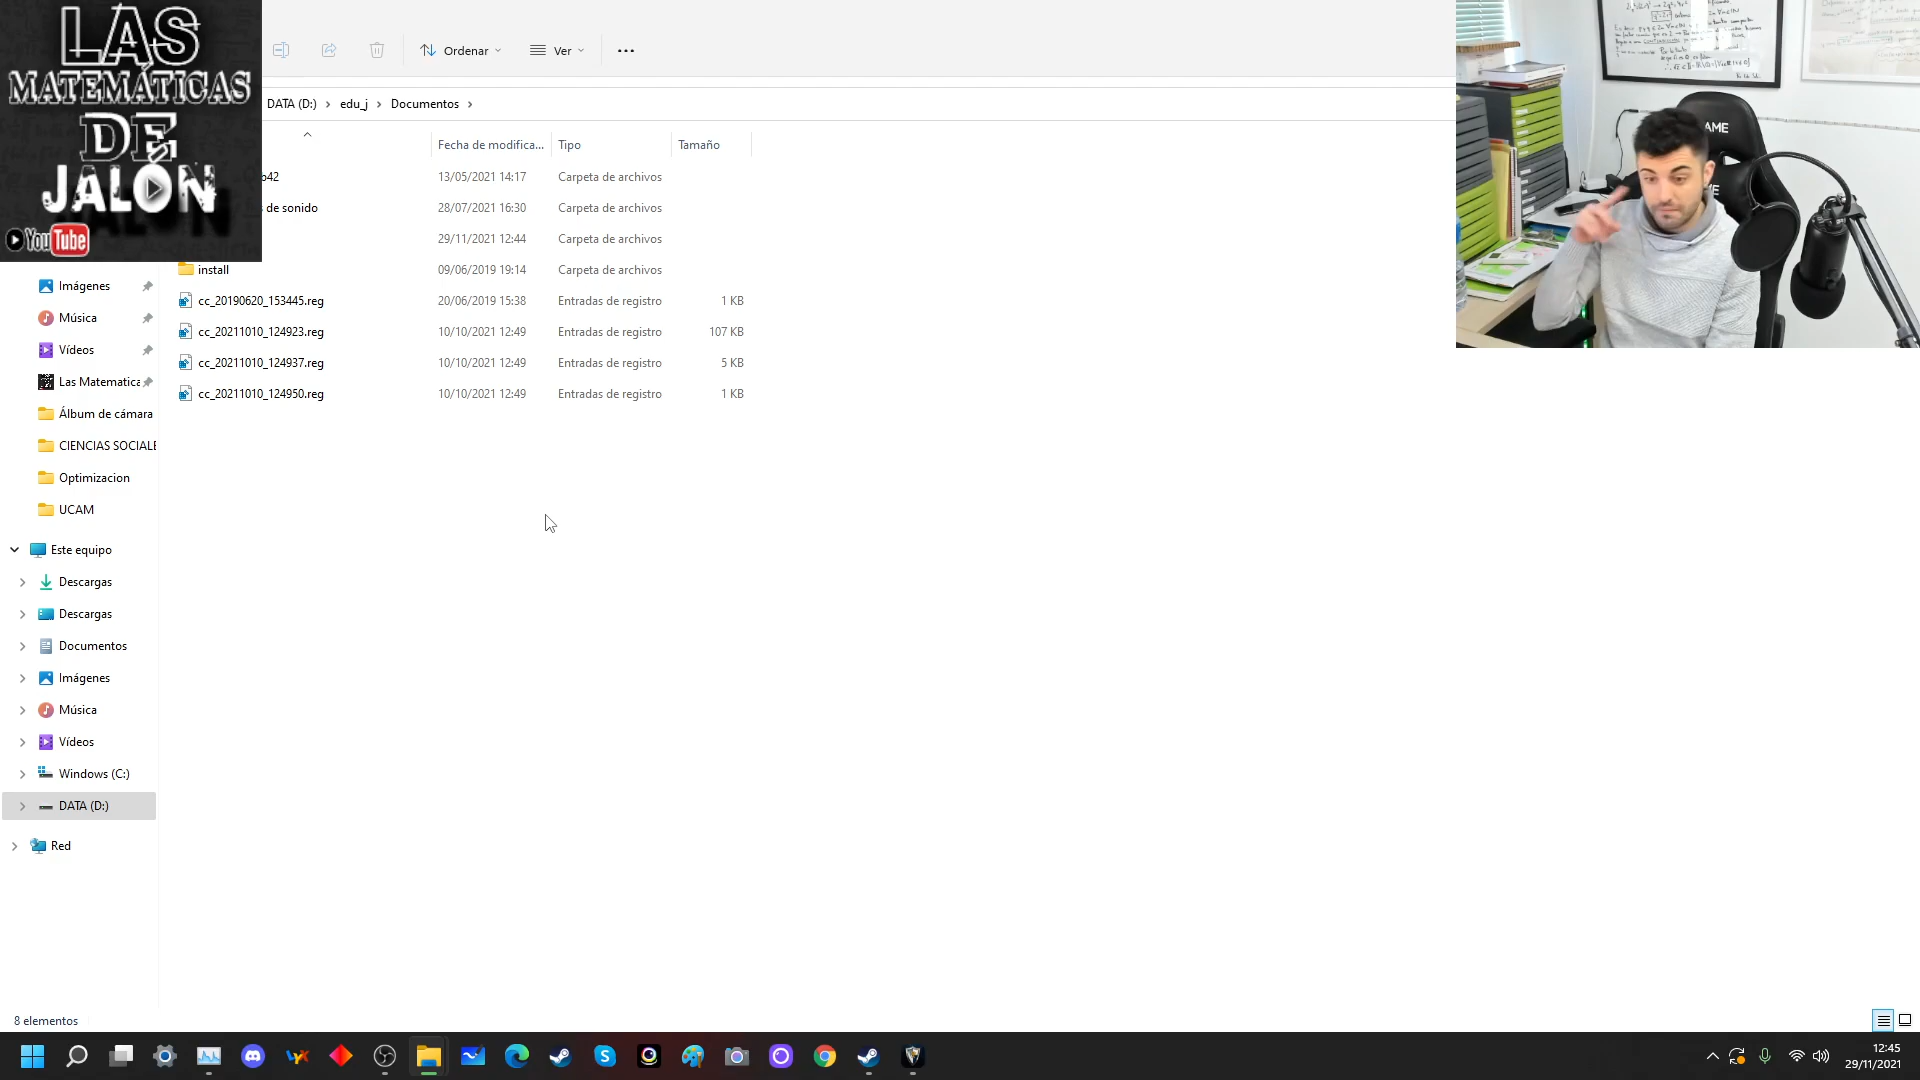 LAS
MATEMÁTICAS
DE
JALÓN
YouTube
Ordenar
Ver
DATA (D:)
edu_j
Documentos
Fecha de modifica...
Tipo
Tamaño
b42
13/05/2021 14:17
Carpeta de archivos
de sonido
28/07/2021 16:30
Carpeta de archivos
29/11/2021 12:44
Carpeta de archivos
install
09/06/2019 19:14
Carpeta de archivos
cc_20190620_153445.reg
20/06/2019 15:38
Entradas de registro
1 KB
cc_20211010_124923.reg
10/10/2021 12:49
Entradas de registro
107 KB
cc_20211010_124937.reg
10/10/2021 12:49
Entradas de registro
5 KB
cc_20211010_124950.reg
10/10/2021 12:49
Entradas de registro
1 KB
Imágenes
Música
Vídeos
Las Matematica
Álbum de cámara
CIENCIAS SOCIALE
Optimizacion
UCAM
Este equipo
Descargas
Descargas
Documentos
Imágenes
Música
Vídeos
Windows (C:)
DATA (D:)
Red
8 elementos
12:45
29/11/2021